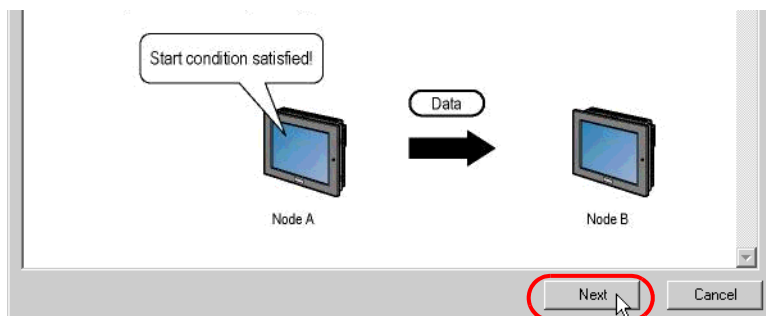 Start condition satisfied!
Data
Node A
Node B
Next
Cancel